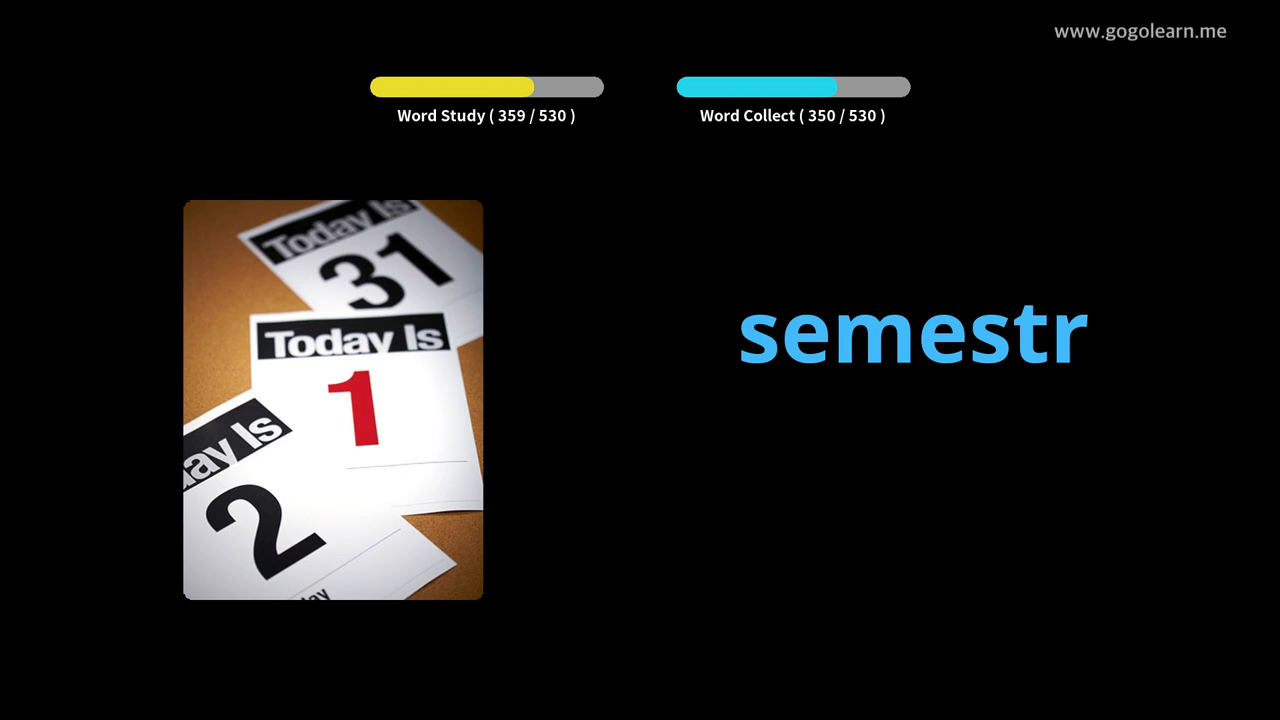 www.gogolearn.me
Word Study ( 359 / 530 )
Word Collect ( 350 / 530 )
Today Is
31
Today Is
1
ay Is
2
semestr